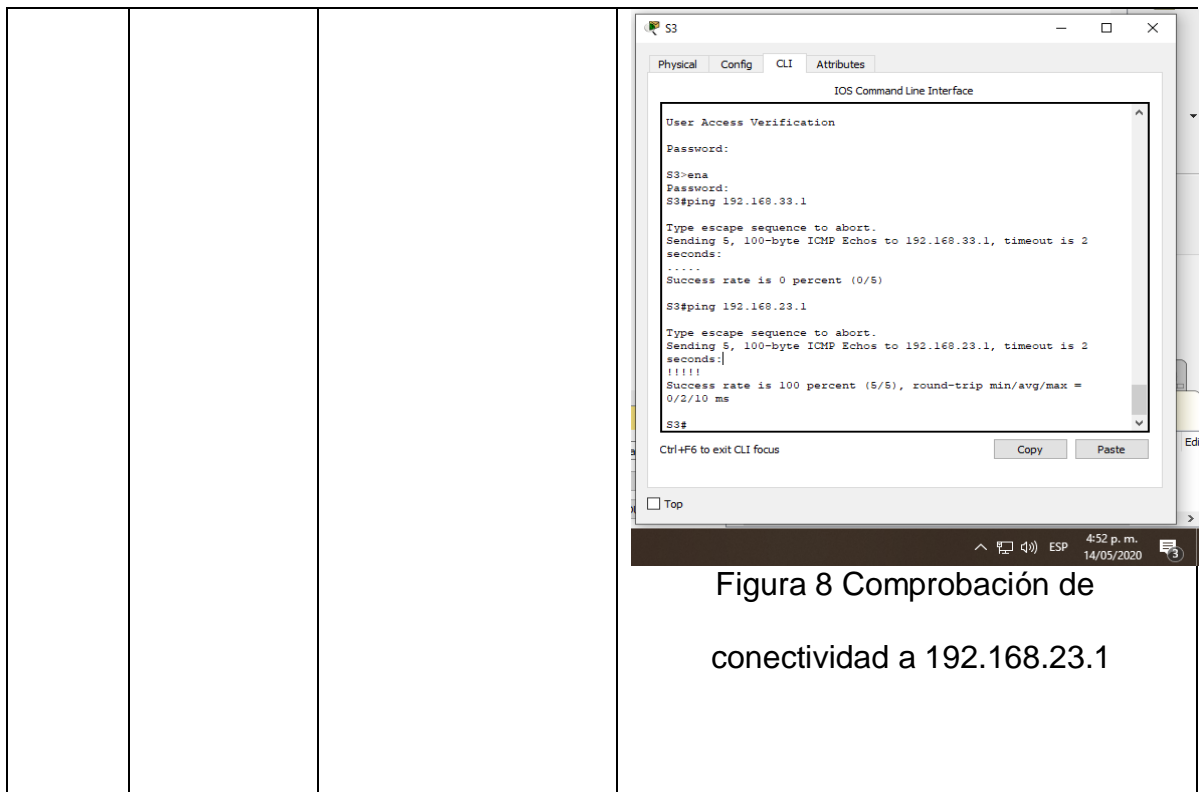 S3
Physical Config CLI Attributes
IOS Command Line Interface
User Access Verification
Password:
S3>ena
Password:
S3#ping 192.168.33.1
Type escape sequence to abort.
Sending 5, 100-byte ICMP Echos to 192.168.33.1, timeout is 2
seconds:
.....
Success rate is 0 percent (0/5)
S3#ping 192.168.23.1
Type escape sequence to abort.
Sending 5, 100-byte ICMP Echos to 192.168.23.1, timeout is 2
seconds:
!!!!!
Success rate is 100 percent (5/5), round-trip min/avg/max =
0/2/10 ms
S3#
Ctrl+F6 to exit CLI focus
Copy Paste
Edi
Top
ESP 4:52 p. m.
14/05/2020
3
Figura 8 Comprobación de
conectividad a 192.168.23.1